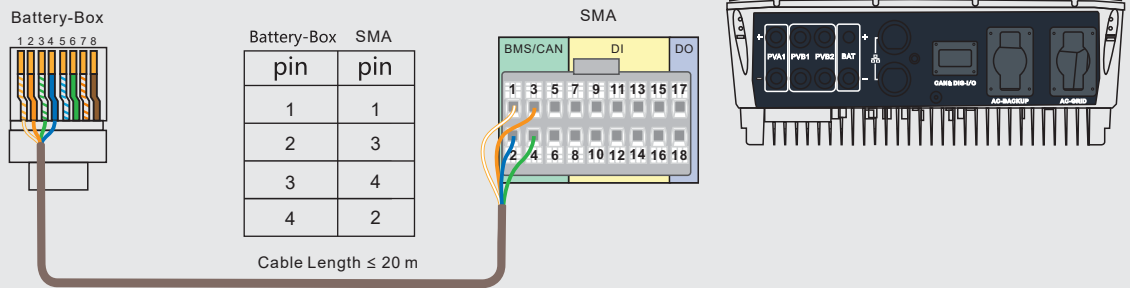 Battery-Box
1 2 3 4 5 6 7 8
Battery-Box SMA
pin pin
1 1
2 3
3 4
4 2
Cable Length ≤ 20 m
SMA
BMS/CAN DI DO
1 3 5 7 9 11 13 15 17
2 4 6 8 10 12 14 16 18
+ PVA1 PVB1 PVB2 BAT +
- -
CAN& DIG-I/O
AC-BACKUP AC-GRID